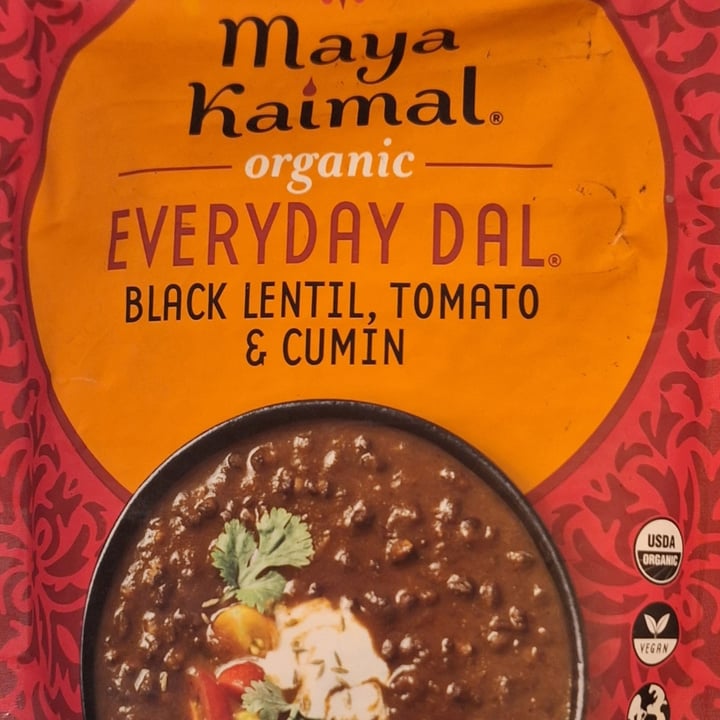 Maya
Kaimal®
organic
EVERYDAY DAL®
BLACK LENTIL, TOMATO
& CUMIN
USDA
ORGANIC
VEGAN